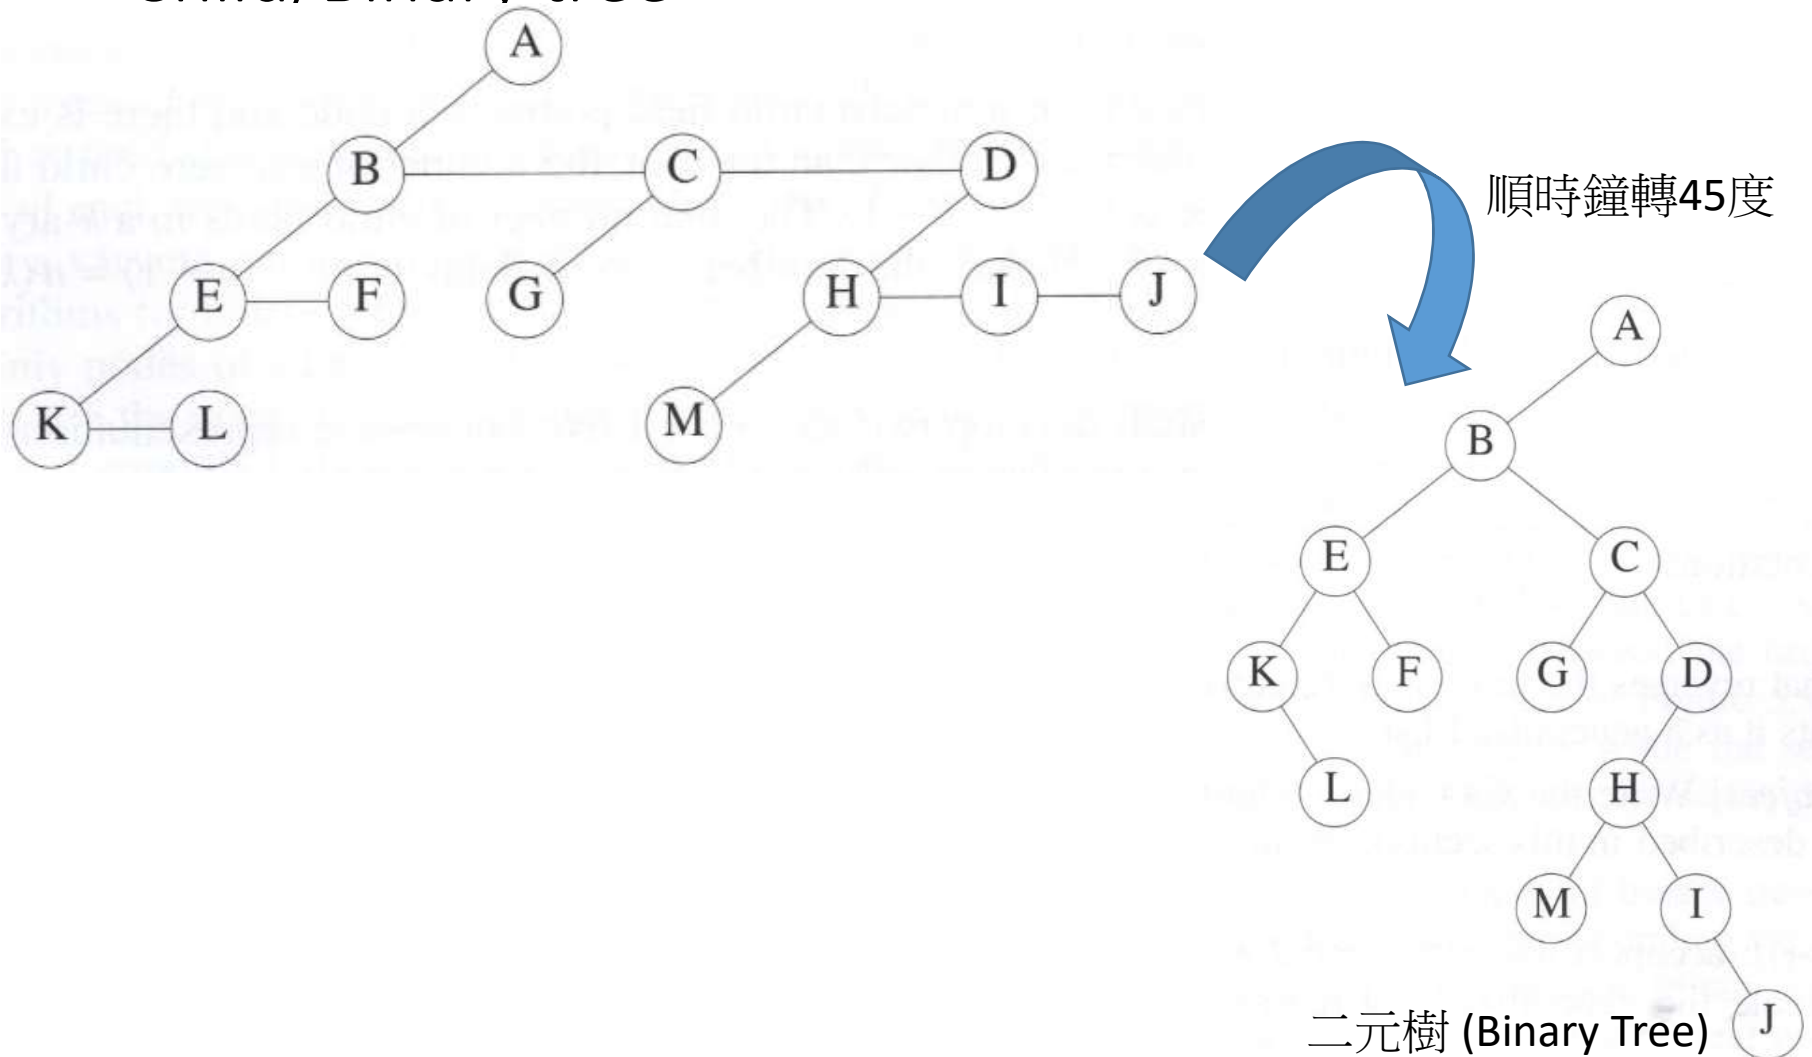 A
B C D
E F G H I J
K L M
順時鐘轉45度
A
B
E C
K F G D
L H
M I
J
二元樹 (Binary Tree)